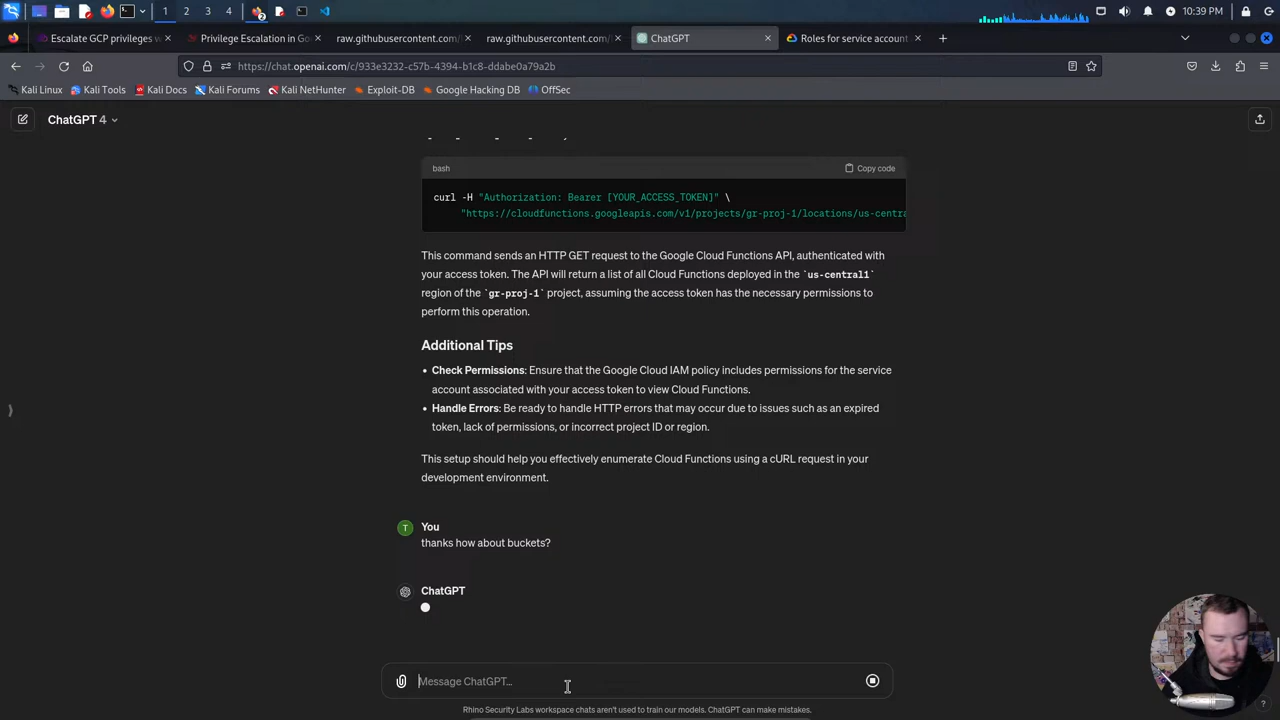 1
2
3
4
10:39 PM
Escalate GCP privileges w
Privilege Escalation in Go
raw.githubusercontent.com/
raw.githubusercontent.com/
ChatGPT
Roles for service account
https://chat.openai.com/c/933e3232-c57b-4394-b1c8-ddabe0a79a2b
Kali Linux
Kali Tools
Kali Docs
Kali Forums
Kali NetHunter
Exploit-DB
Google Hacking DB
OffSec
ChatGPT 4
bash
Copy code
curl -H "Authorization: Bearer [YOUR_ACCESS_TOKEN]" \
"https://cloudfunctions.googleapis.com/v1/projects/gr-proj-1/locations/us-centra
This command sends an HTTP GET request to the Google Cloud Functions API, authenticated with
your access token. The API will return a list of all Cloud Functions deployed in the `us-central1`
region of the `gr-proj-1` project, assuming the access token has the necessary permissions to
perform this operation.
Additional Tips
• Check Permissions: Ensure that the Google Cloud IAM policy includes permissions for the service
account associated with your access token to view Cloud Functions.
• Handle Errors: Be ready to handle HTTP errors that may occur due to issues such as an expired
token, lack of permissions, or incorrect project ID or region.
This setup should help you effectively enumerate Cloud Functions using a cURL request in your
development environment.
T
You
thanks how about buckets?
ChatGPT
Message ChatGPT...
Rhino Security Labs workspace chats aren't used to train our models. ChatGPT can make mistakes.
?